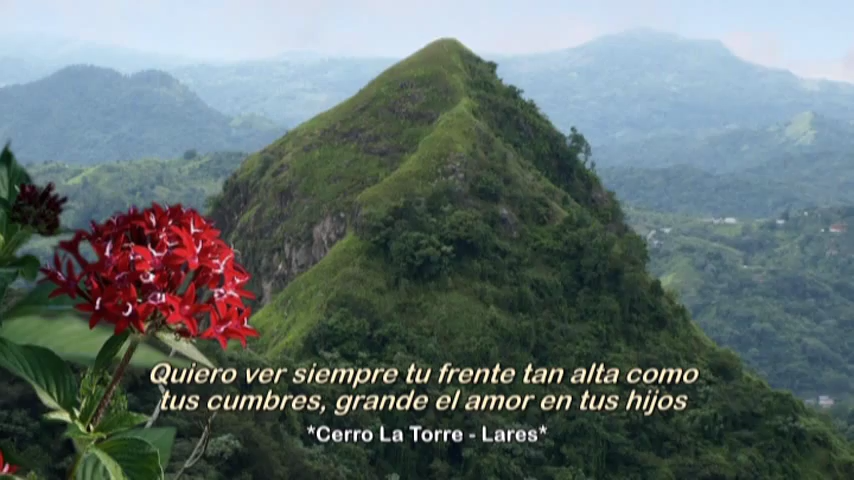 Quiero ver siempre tu frente tan alta como
tus cumbres, grande el amor en tus hijos
*Cerro La Torre - Lares*